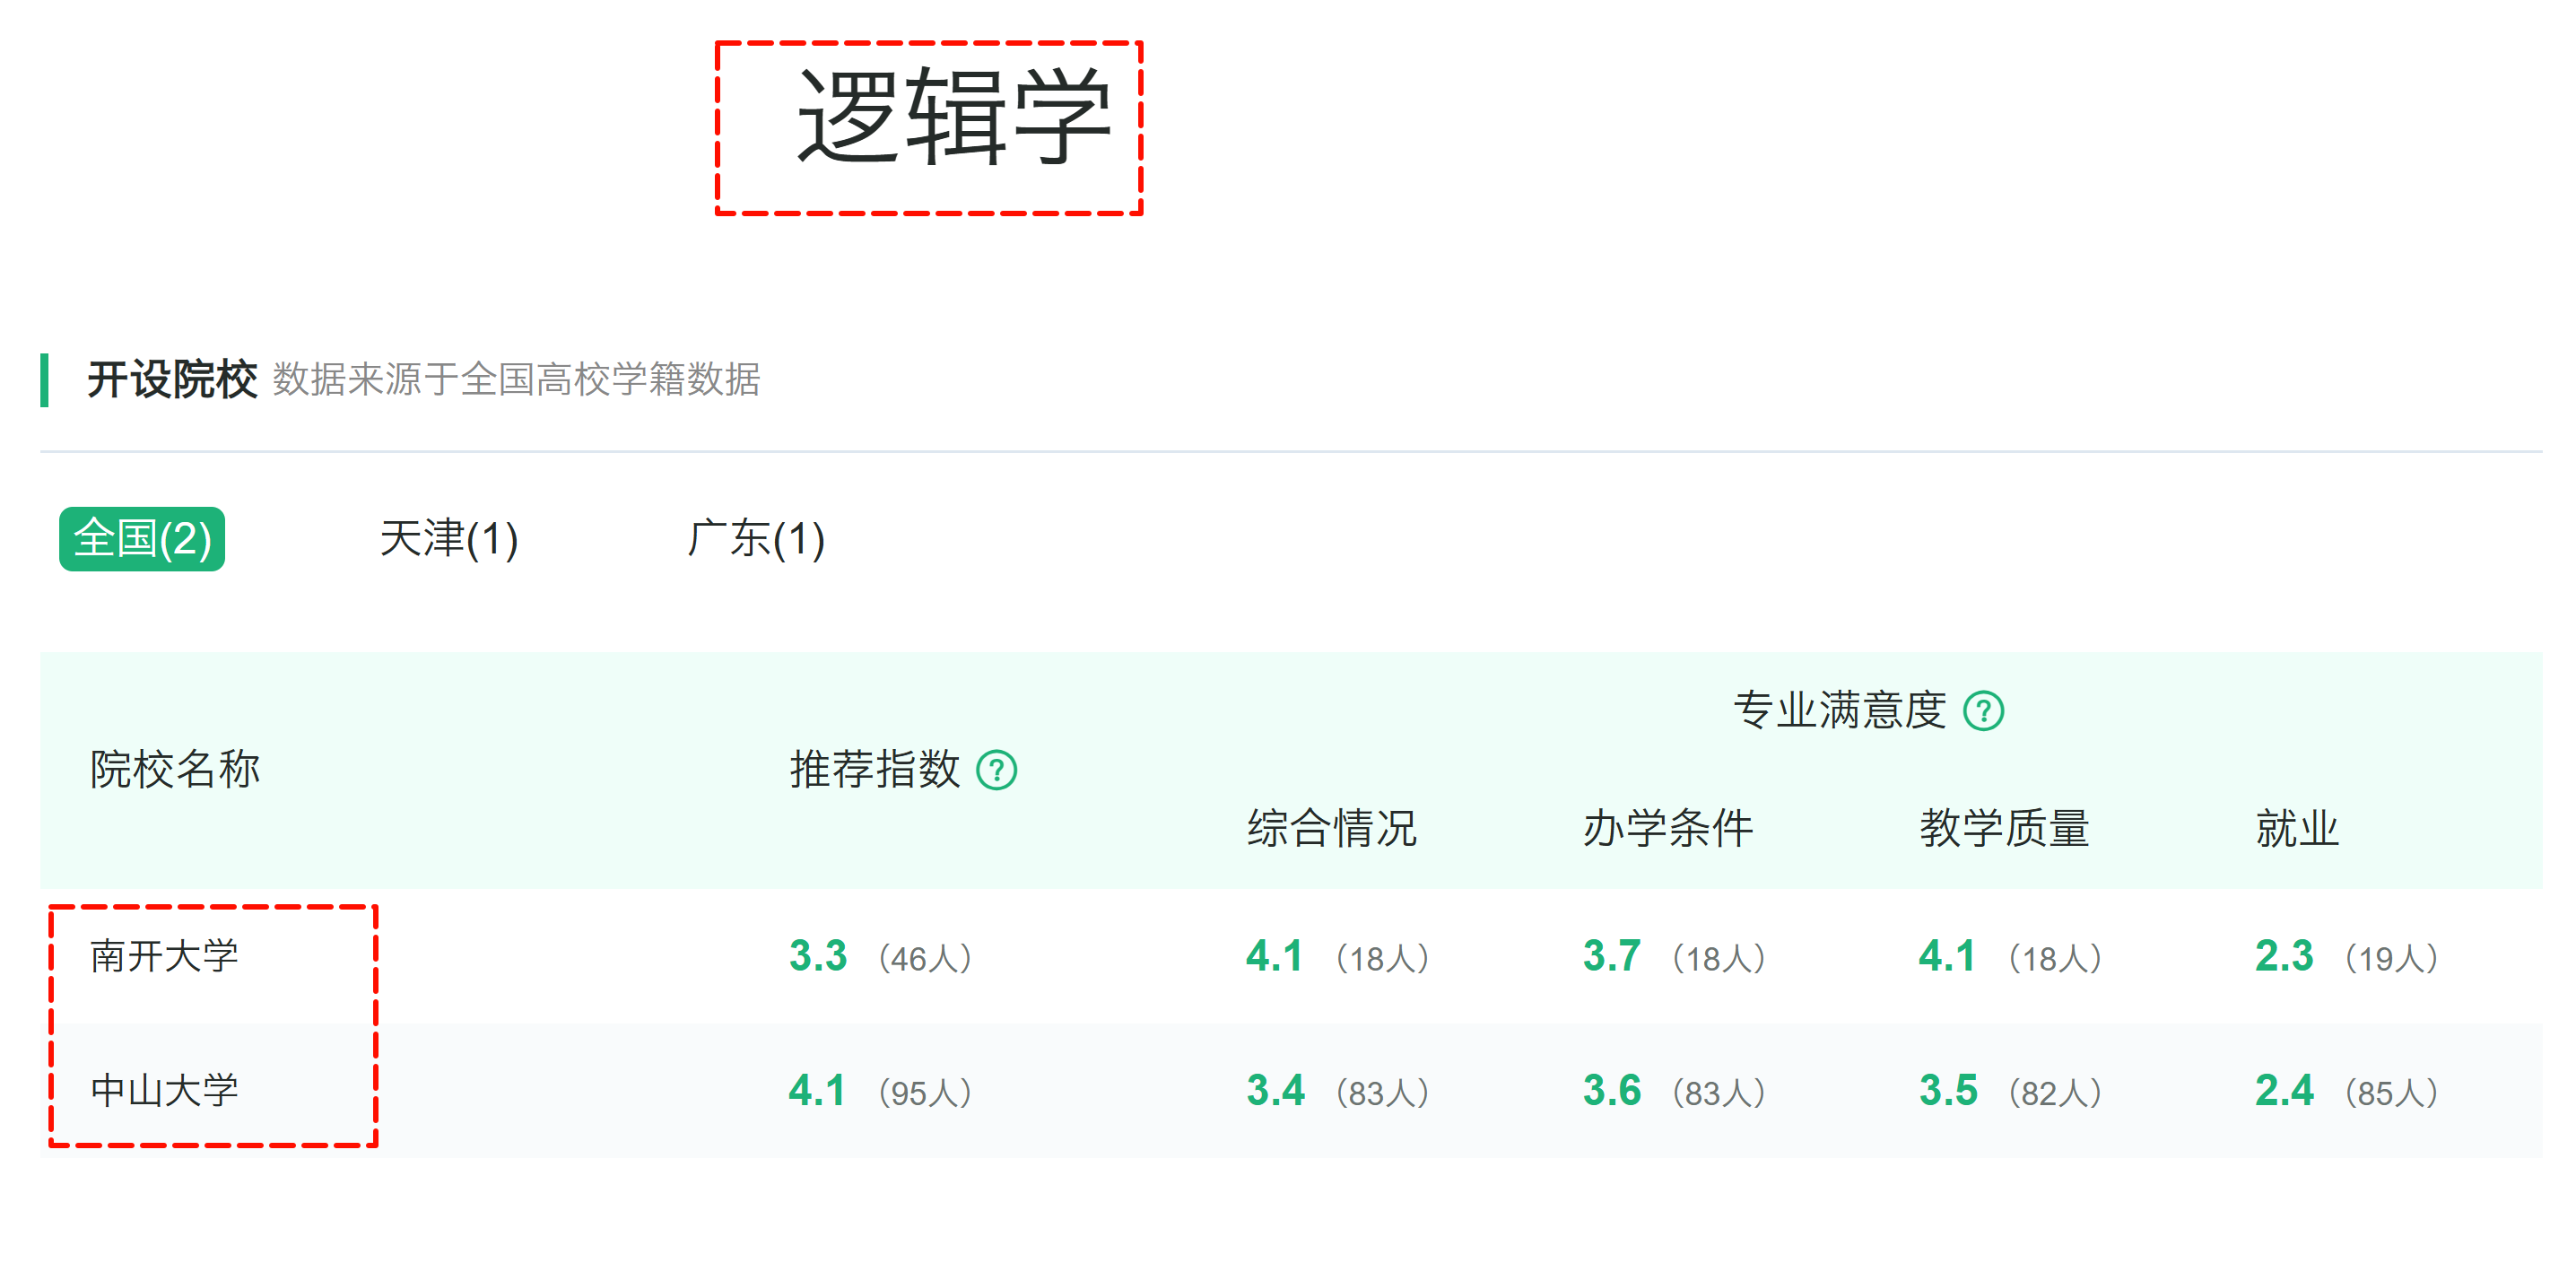 逻辑学
开设院校 数据来源于全国高校学籍数据
全国(2) 天津(1) 广东(1)
专业满意度 ?
院校名称 推荐指数 ?
综合情况 办学条件 教学质量 就业
南开大学 3.3 (46人) 4.1 (18人) 3.7 (18人) 4.1 (18人) 2.3 (19人)
中山大学 4.1 (95人) 3.4 (83人) 3.6 (83人) 3.5 (82人) 2.4 (85人)